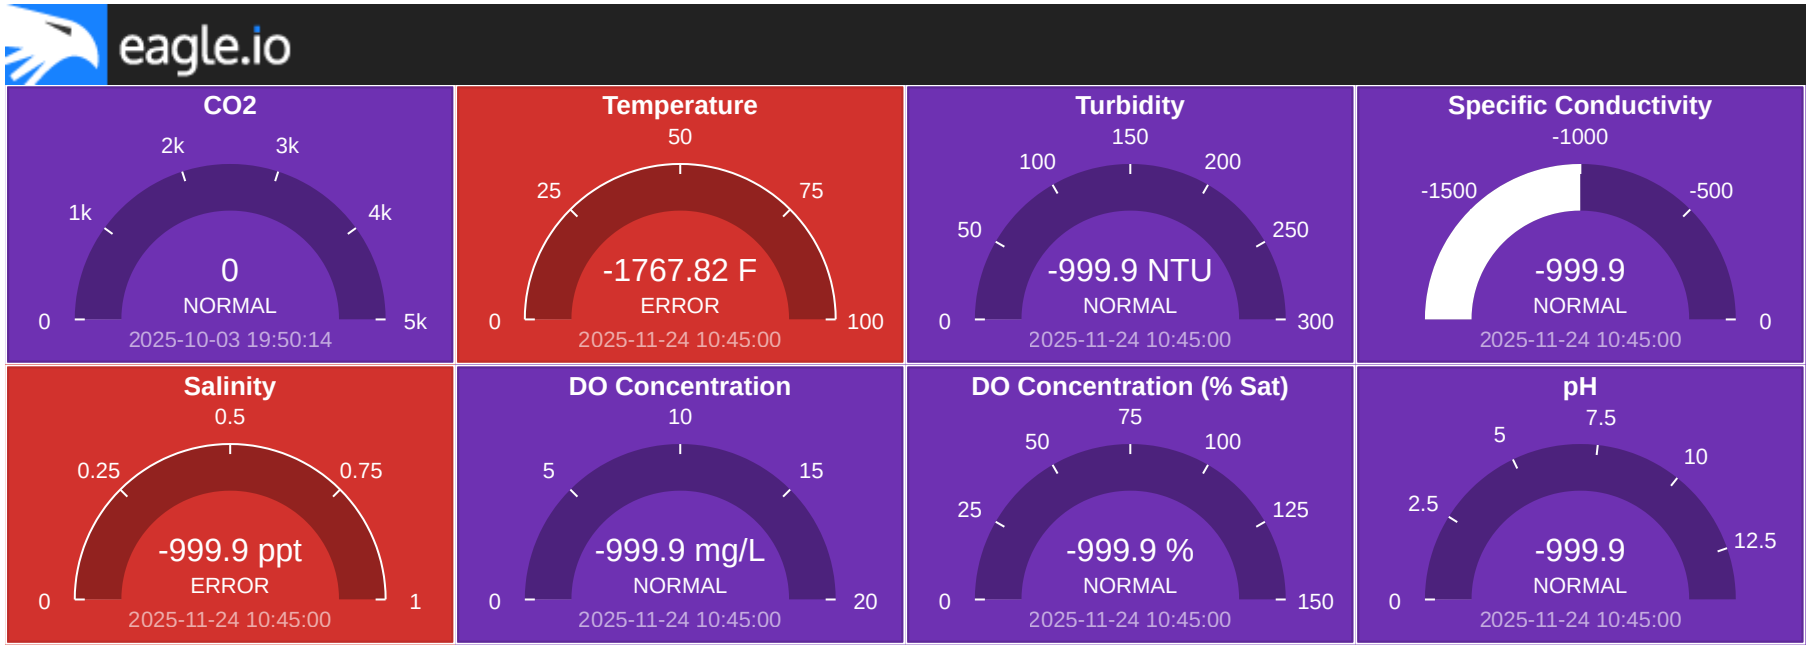 eagle.io
CO2
2k
3k
1k
4k
0
NORMAL
0
5k
2025-10-03 19:50:14
Temperature
50
25
75
-1767.82 F
ERROR
0
100
2025-11-24 10:45:00
Turbidity
150
100
200
50
250
-999.9 NTU
NORMAL
0
300
2025-11-24 10:45:00
Specific Conductivity
-1000
-1500
-500
-999.9
NORMAL
0
2025-11-24 10:45:00
Salinity
0.5
0.25
0.75
-999.9 ppt
ERROR
0
1
2025-11-24 10:45:00
DO Concentration
10
5
15
-999.9 mg/L
NORMAL
0
20
2025-11-24 10:45:00
DO Concentration (% Sat)
75
50
100
25
125
-999.9 %
NORMAL
0
150
2025-11-24 10:45:00
pH
7.5
5
10
2.5
12.5
-999.9
NORMAL
0
2025-11-24 10:45:00